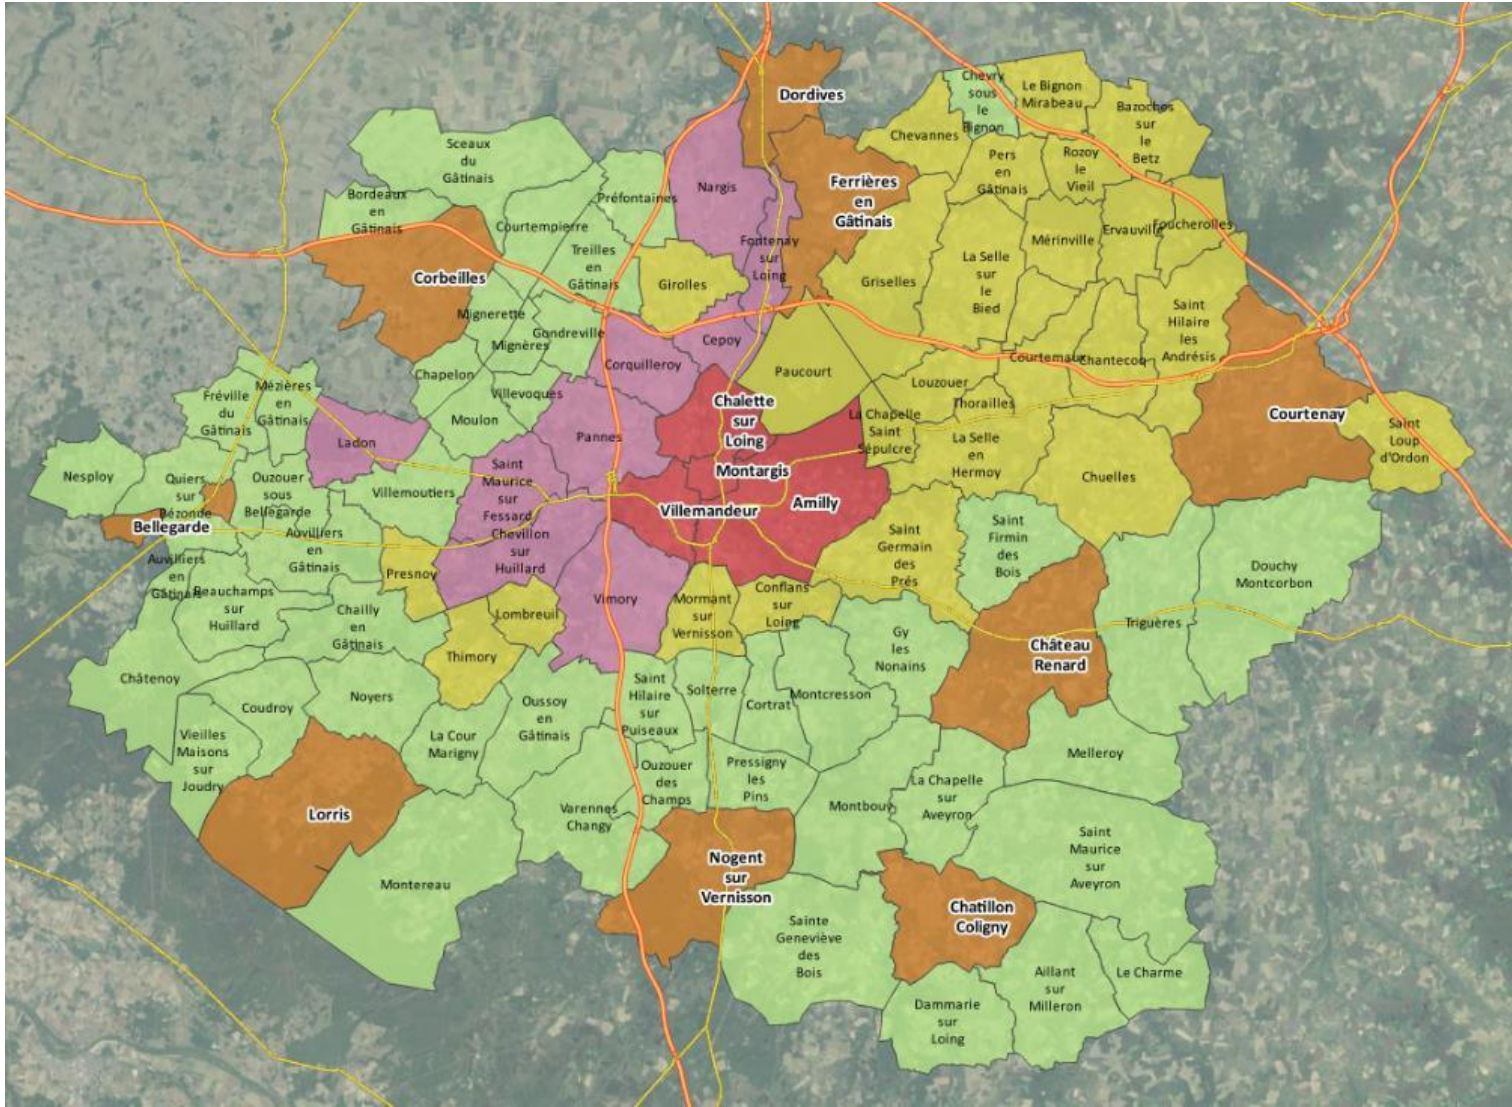 Dordives
Chevry
sous
le
Bignon
Le Bignon
Mirabeau
Bazoches
sur
le
Betz
Chevannes
Sceaux
du
Gâtinais
Pers
en
Gâtinais
Rozoy
le
Vieil
Bordeaux
en
Gâtinais
Préfontaines
Nargis
Ferrières
en
Gâtinais
Courtempierre
Treilles
en
Gâtinais
Fontenay
sur
Loing
Mérinville
Ervauville
Foucherolles
La Selle
sur
le
Bied
Corbeilles
Girolles
Griselles
Saint
Hilaire
les
Andrésis
Mignerette
Gondreville
Mignères
Cepoy
Corquilleroy
Paucourt
Courtemaux
Chantecoq
Chapelon
Villevoques
Louzouer
Thorailles
Fréville
du
Gâtinais
Mézières
en
Gâtinais
Moulon
Chalette
sur
Loing
La Chapelle
Saint
Sépulcre
Courtenay
Saint
Loup
d'Ordon
Ladon
Pannes
La Selle
en
Hermoy
Nesploy
Quiers
sur
Bézonde
Ouzouer
sous
Bellegarde
Villemoutiers
Saint
Maurice
sur
Fessard
Montargis
Chuelles
Bellegarde
Villemandeur
Amilly
Auvilliers
en
Gâtinais
Chevillon
sur
Huillard
Saint
Germain
des
Prés
Saint
Firmin
des
Bois
Douchy
Montcorbon
Auvilliers
en
Gâtinais
Beauchamps
sur
Huillard
Presnoy
Chailly
en
Gâtinais
Lombreuil
Vimory
Mormant
sur
Vernisson
Conflans
sur
Loing
Triguères
Gy
les
Nonains
Château
Renard
Thimory
Châtenoy
Noyers
Coudroy
Oussoy
en
Gâtinais
Saint
Hilaire
sur
Puiseaux
Solterre
Cortrat
Montcresson
Vieilles
Maisons
sur
Joudry
La Cour
Marigny
Melleroy
Ouzouer
des
Champs
Pressigny
les
Pins
La Chapelle
sur
Aveyron
Lorris
Varennes
Changy
Montbouy
Saint
Maurice
sur
Aveyron
Montereau
Nogent
sur
Vernisson
Chatillon
Coligny
Sainte
Geneviève
des
Bois
Aillant
sur
Milleron
Le Charme
Dammarie
sur
Loing